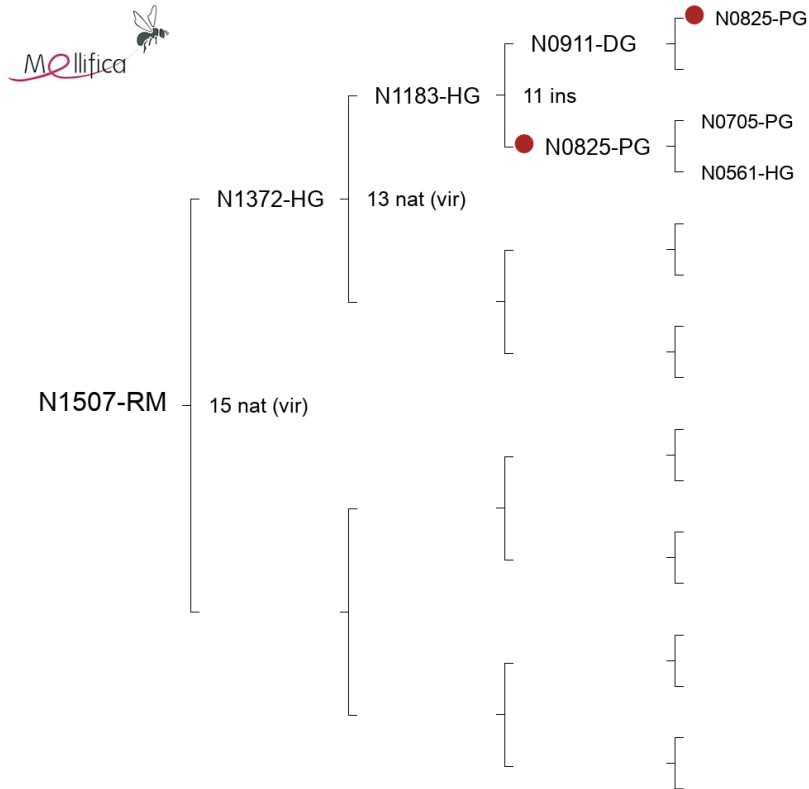 Mellifica
N0825-PG
N0911-DG
N1183-HG
11 ins
N0705-PG
N0825-PG
N0561-HG
N1372-HG
13 nat (vir)
N1507-RM
15 nat (vir)